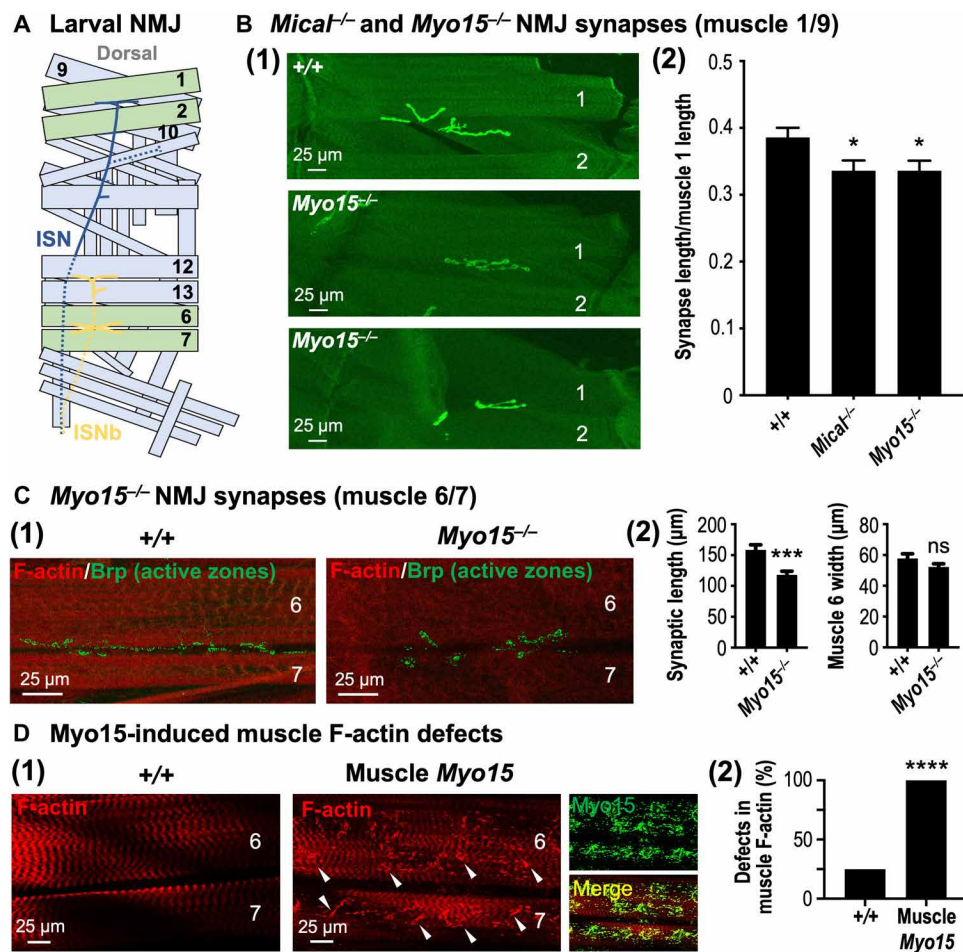 A Larval NMJ
Dorsal
9
1
2
10
ISN
12
13
6
7
ISNb
B Mical–/– and Myo15–/– NMJ synapses (muscle 1/9)
(1)
+/+
1
2
25 µm
Myo15–/–
1
2
25 µm
Myo15–/–
1
2
25 µm
(2)
Synapse length/muscle 1 length
0.4
0.3
0.2
0.1
0
* *
+/+ Mical–/– Myo15–/–
C Myo15–/– NMJ synapses (muscle 6/7)
(1) +/+ Myo15–/–
F-actin/Brp (active zones)
6
7
25 µm
F-actin/Brp (active zones)
6
7
25 µm
(2)
Synaptic length (µm)
200
150
100
50
0
***
+/+ Myo15–/–
Muscle 6 width (µm)
80
60
40
20
0
ns
+/+ Myo15–/–
D Myo15-induced muscle F-actin defects
(1) +/+ Muscle Myo15
F-actin
6
7
25 µm
F-actin
6
7
25 µm
Myo15
Merge
(2)
Defects in
muscle F-actin (%)
100
50
0
****
+/+ Muscle
Myo15